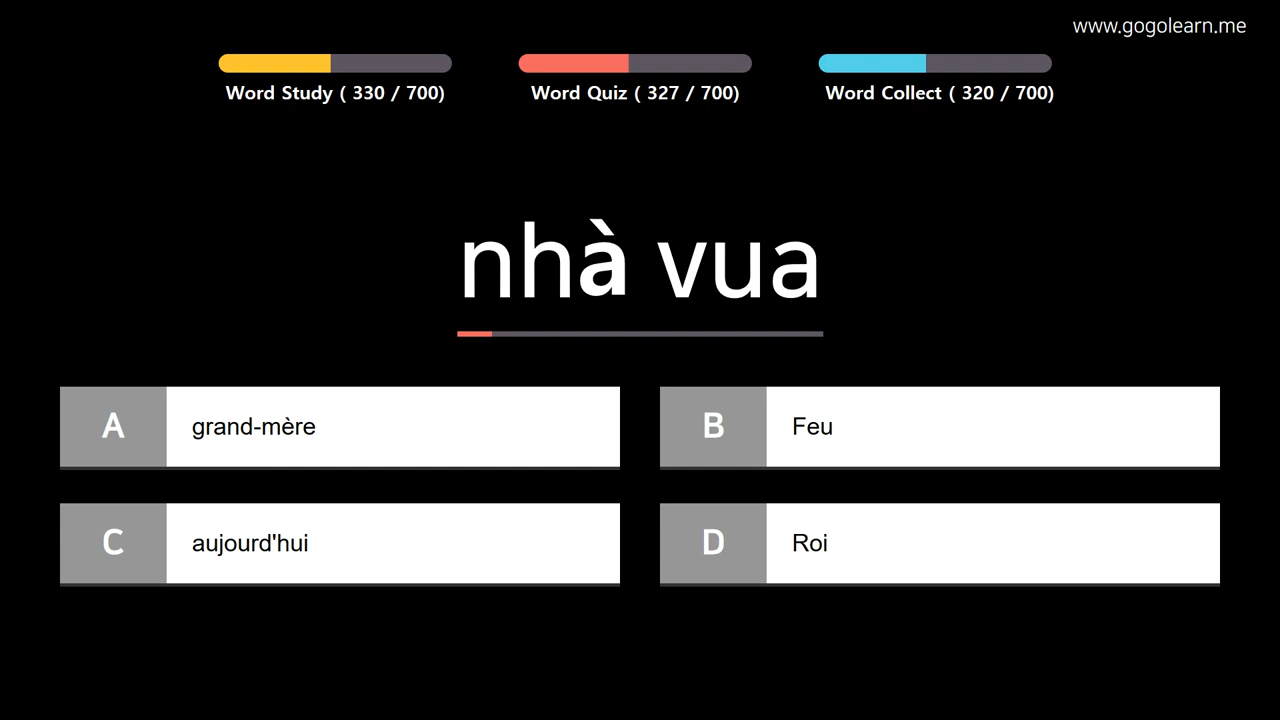 www.gogolearn.me
Word Study ( 330 / 700)
Word Quiz ( 327 / 700)
Word Collect ( 320 / 700)
nhà vua
A grand-mère
B Feu
C aujourd'hui
D Roi